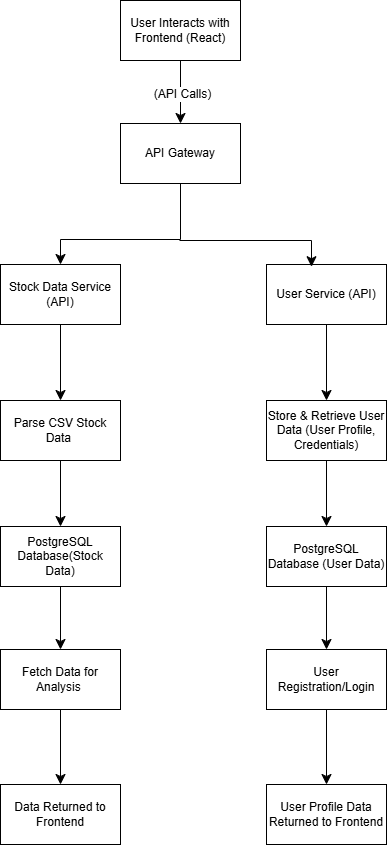 User Interacts with
Frontend (React)
(API Calls)
API Gateway
Stock Data Service
(API)
User Service (API)
Parse CSV Stock
Data
Store & Retrieve User
Data (User Profile,
Credentials)
PostgreSQL
Database(Stock
Data)
PostgreSQL
Database (User Data)
Fetch Data for
Analysis
User
Registration/Login
Data Returned to
Frontend
User Profile Data
Returned to Frontend